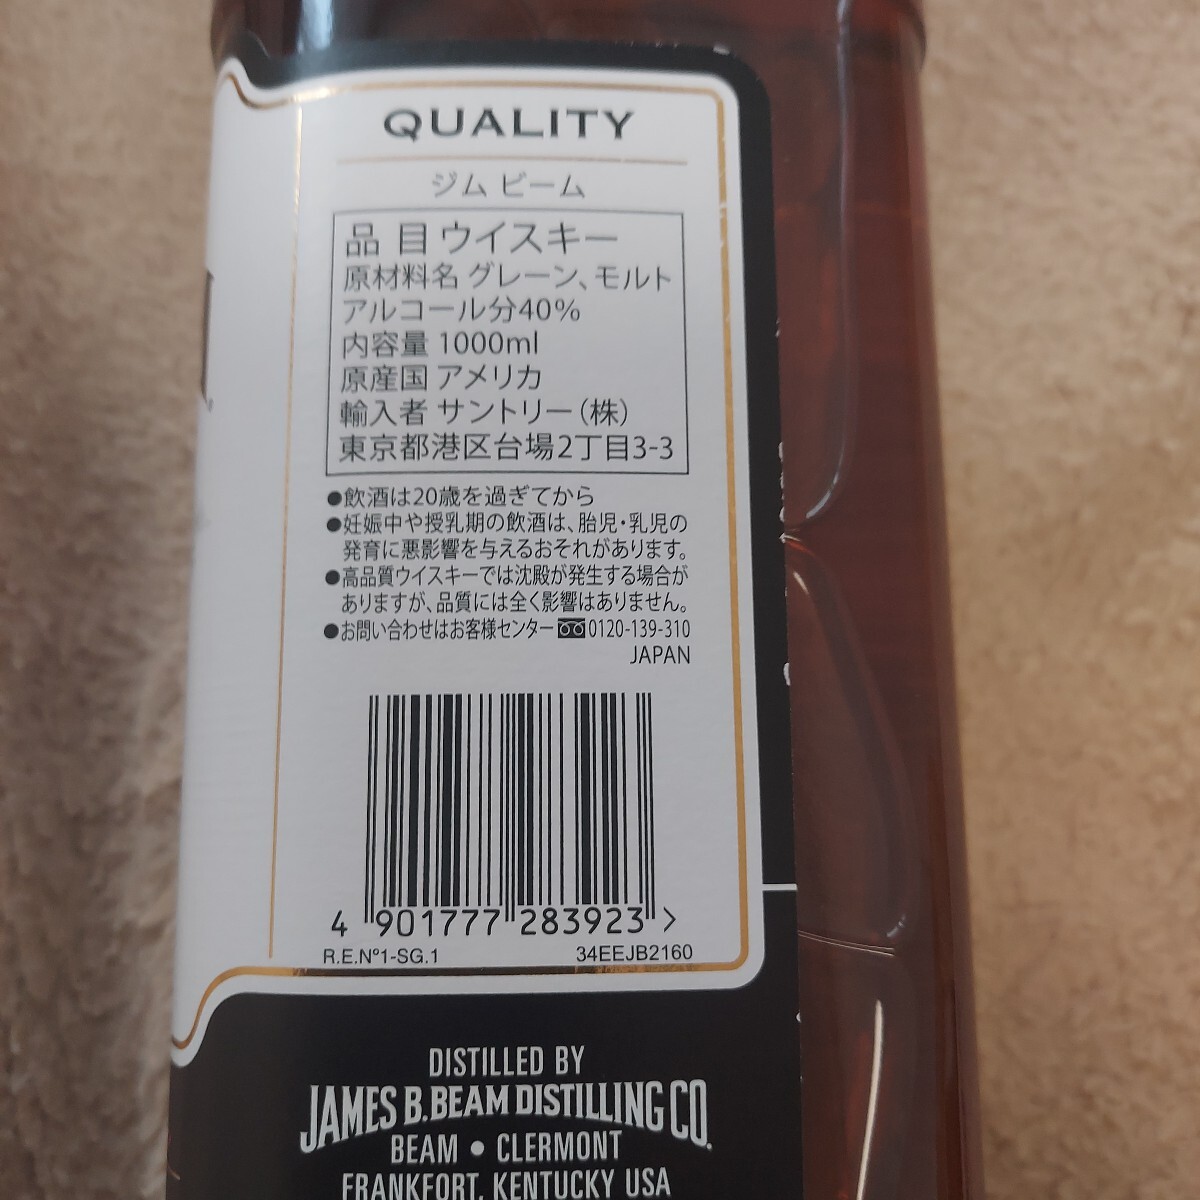 QUALITY
ジム ビーム
品 目 ウイスキー
原材料名 グレーン、モルト
アルコール分40%
内容量 1000ml
原産国 アメリカ
輸入者 サントリー（株）
東京都港区台場2丁目3-3
●飲酒は20歳を過ぎてから
●妊娠中や授乳期の飲酒は、胎児・乳児の
発育に悪影響を与えるおそれがあります。
●高品質ウイスキーでは沈殿が発生する場合が
ありますが、品質には全く影響はありません。
●お問い合わせはお客様センター 0120-139-310
JAPAN
4 901777 283923 >
R.E.Nº1-SG.1 34EEJB2160
DISTILLED BY
JAMES B. BEAM DISTILLING CO.
BEAM • CLERMONT
FRANKFORT, KENTUCKY USA